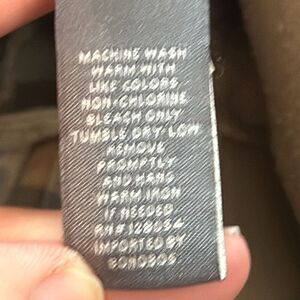 MACHINE WASH
WARM WITH
LIKE COLORS
NON-CHLORINE
BLEACH ONLY
TUMBLE DRY LOW
REMOVE
PROMPTLY
AND HANG
WARM IRON
IF NEEDED
RN# 128054
IMPORTED BY
BONOBOS